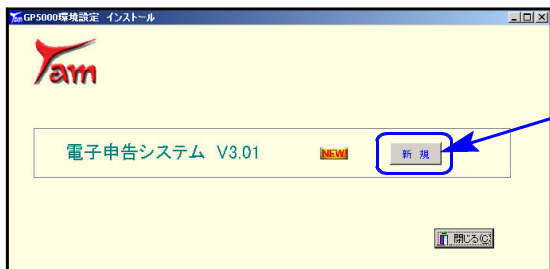 GP5000環境設定 インストール
Yam
電子申告システム V3.01
NEW!
新 規
閉じる(C)